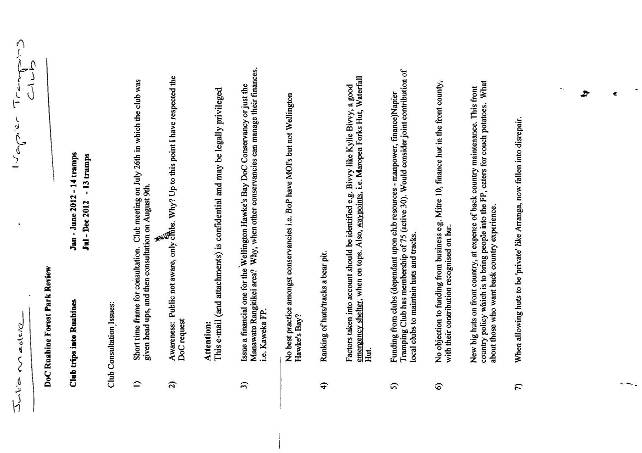 Julia Mackie
Napier Tramping
Club
DoC Ruahine Forest Park Review
Club trips into Ruahines
Jan - June 2012 - 14 tramps
Jul - Dec 2012 - 13 tramps
Club Consultation Issues:
1) Short time frame for consultation. Club meeting on July 26th in which the club was
given heads up, and then consultation on August 9th.
2) Awareness: Public not aware, only clubs. Why? Up to this point I have respected the
DoC request
Attention:
This e-mail (and attachments) is confidential and may be legally privileged
3) Issue a financial one for the Wellington Hawke's Bay DoC Conservancy or just the
Manawatu Rangitikei area? Why, when other conservancies can manage their finances.
i.e. Kaweka FP.
No best practice amongst conservancies i.e. BoP have MOI's but not Wellington
Hawke's Bay?
4) Ranking of huts/tracks a bear pit.
Factors taken into account should be identified e.g. Bivvy like Kylie Bivvy, a good
emergency shelter, when on tops. Also, waypoints, i.e. Maropea Forks Hut, Waterfall
Hut.
5) Funding from clubs (dependant upon club resources - manpower, finance)Napier
Tramping Club has membership of 75 (active 30). Would consider joint contribution of
local clubs to maintain huts and tracks.
6) No objection to funding from business e.g. Mitre 10, finance hut in the front county,
with their contribution recognised on hut.
New big huts on front country, at expense of back country maintenance. This front
country policy which is to bring people into the FP, caters for couch potatoes. What
about those who want back country experience.
7) When allowing huts to be 'private' like Aranga, now fallen into disrepair.